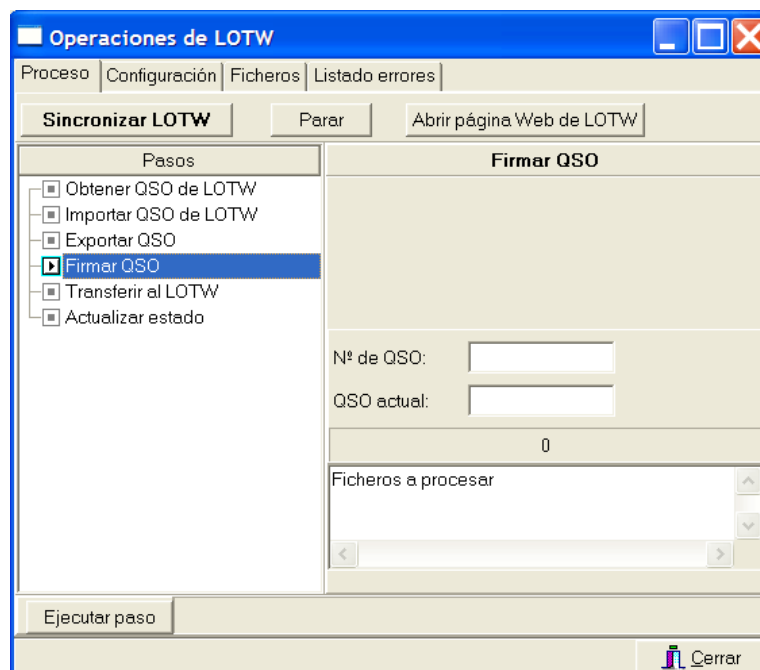 Operaciones de LOTW
Proceso Configuración Ficheros Listado errores
Sincronizar LOTW Parar Abrir página Web de LOTW
Pasos
Obtener QSO de LOTW
Importar QSO de LOTW
Exportar QSO
Firmar QSO
Transferir al LOTW
Actualizar estado
Firmar QSO
Nº de QSO:
QSO actual:
0
Ficheros a procesar
Ejecutar paso
Cerrar